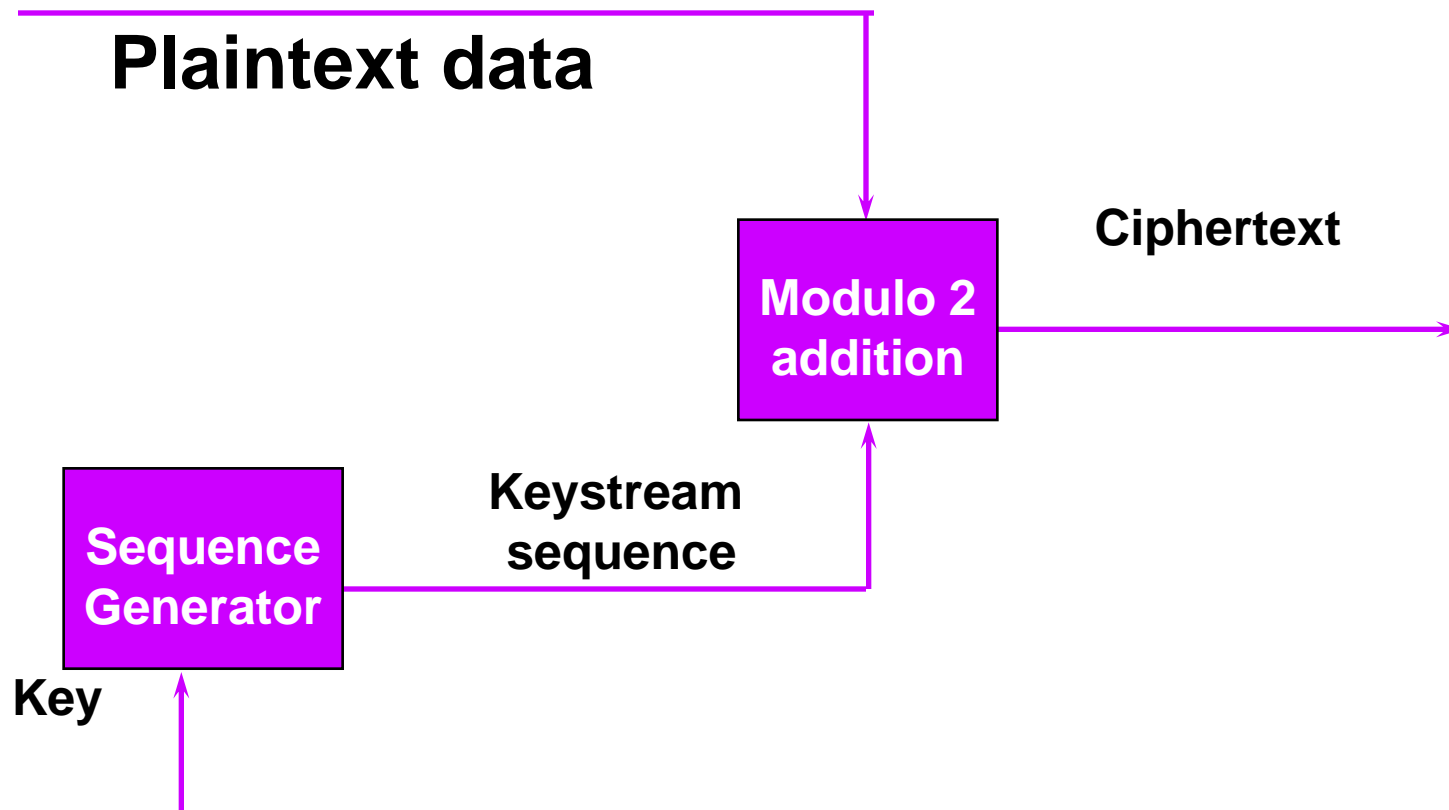 Plaintext data
Ciphertext
Modulo 2
addition
Keystream
sequence
Sequence
Generator
Key